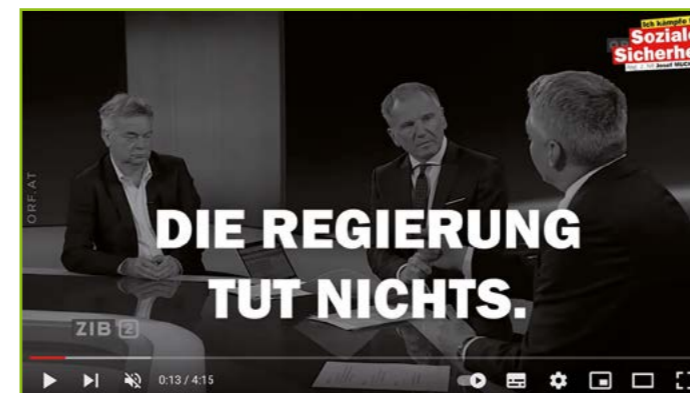 Ich kämpfe
Soziale
Sicherhe
ORF.AT
DIE REGIERUNG
TUT NICHTS.
ZIB 2
0:13 / 4:15